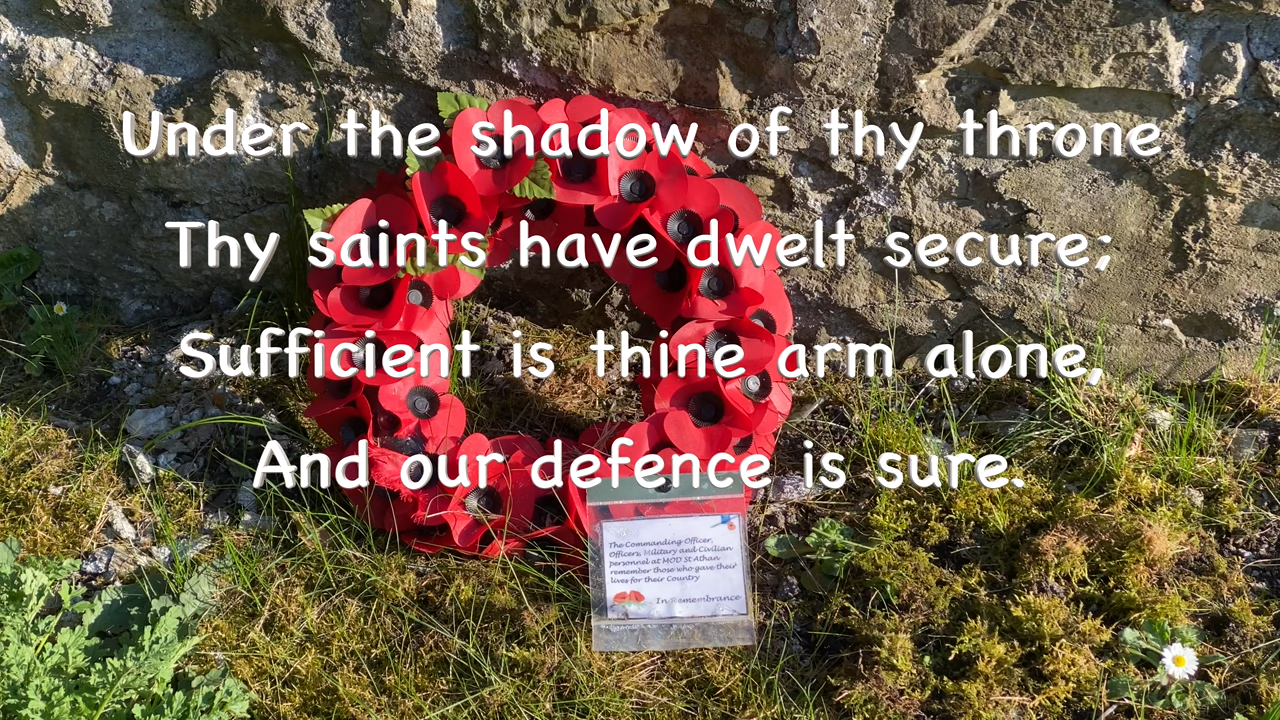 Under the shadow of thy throne
Thy saints have dwelt secure;
Sufficient is thine arm alone,
And our defence is sure.
The Commanding Officer,
Officers, Military and Civilian
personnel at MOD St Athan
remember those who gave their
lives for their Country
In Remembrance